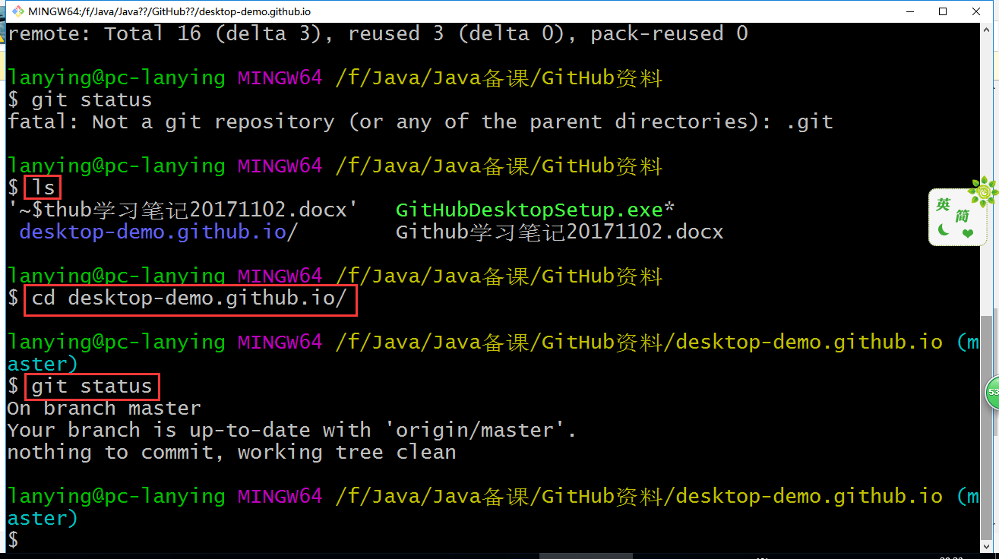 MINGW64:/f/Java/Java??/GitHub??/desktop-demo.github.io
remote: Total 16 (delta 3), reused 3 (delta 0), pack-reused 0
lanying@pc-lanying MINGW64 /f/Java/Java备课/GitHub资料
$ git status
fatal: Not a git repository (or any of the parent directories): .git
lanying@pc-lanying MINGW64 /f/Java/Java备课/GitHub资料
$ ls
'~$thub学习笔记20171102.docx' GitHubDesktopSetup.exe*
desktop-demo.github.io/ Github学习笔记20171102.docx
英
简
lanying@pc-lanying MINGW64 /f/Java/Java备课/GitHub资料
$ cd desktop-demo.github.io/
lanying@pc-lanying MINGW64 /f/Java/Java备课/GitHub资料/desktop-demo.github.io (m
aster)
$ git status
53
On branch master
Your branch is up-to-date with 'origin/master'.
nothing to commit, working tree clean
lanying@pc-lanying MINGW64 /f/Java/Java备课/GitHub资料/desktop-demo.github.io (m
aster)
$